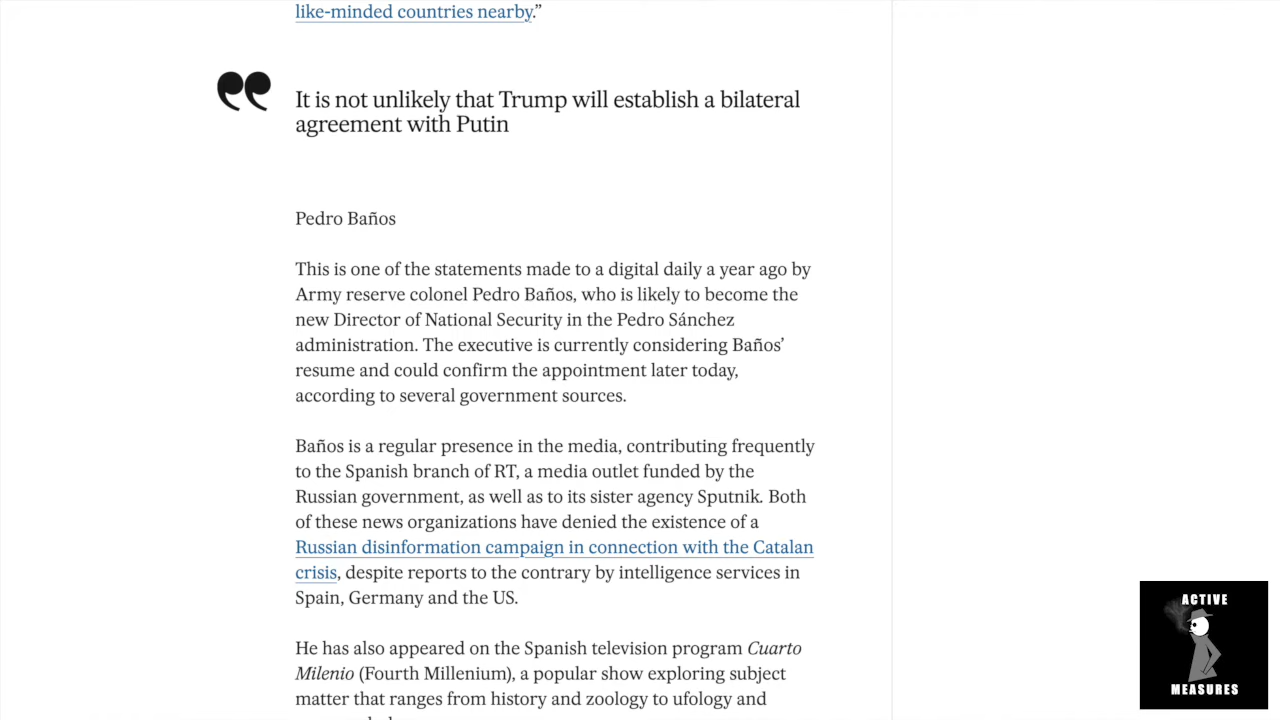 like-minded countries nearby.”
It is not unlikely that Trump will establish a bilateral
agreement with Putin
Pedro Baños
This is one of the statements made to a digital daily a year ago by
Army reserve colonel Pedro Baños, who is likely to become the
new Director of National Security in the Pedro Sánchez
administration. The executive is currently considering Baños’
resume and could confirm the appointment later today,
according to several government sources.
Baños is a regular presence in the media, contributing frequently
to the Spanish branch of RT, a media outlet funded by the
Russian government, as well as to its sister agency Sputnik. Both
of these news organizations have denied the existence of a
Russian disinformation campaign in connection with the Catalan
crisis, despite reports to the contrary by intelligence services in
Spain, Germany and the US.
He has also appeared on the Spanish television program Cuarto
Milenio (Fourth Millenium), a popular show exploring subject
matter that ranges from history and zoology to ufology and
ACTIVE
MEASURES